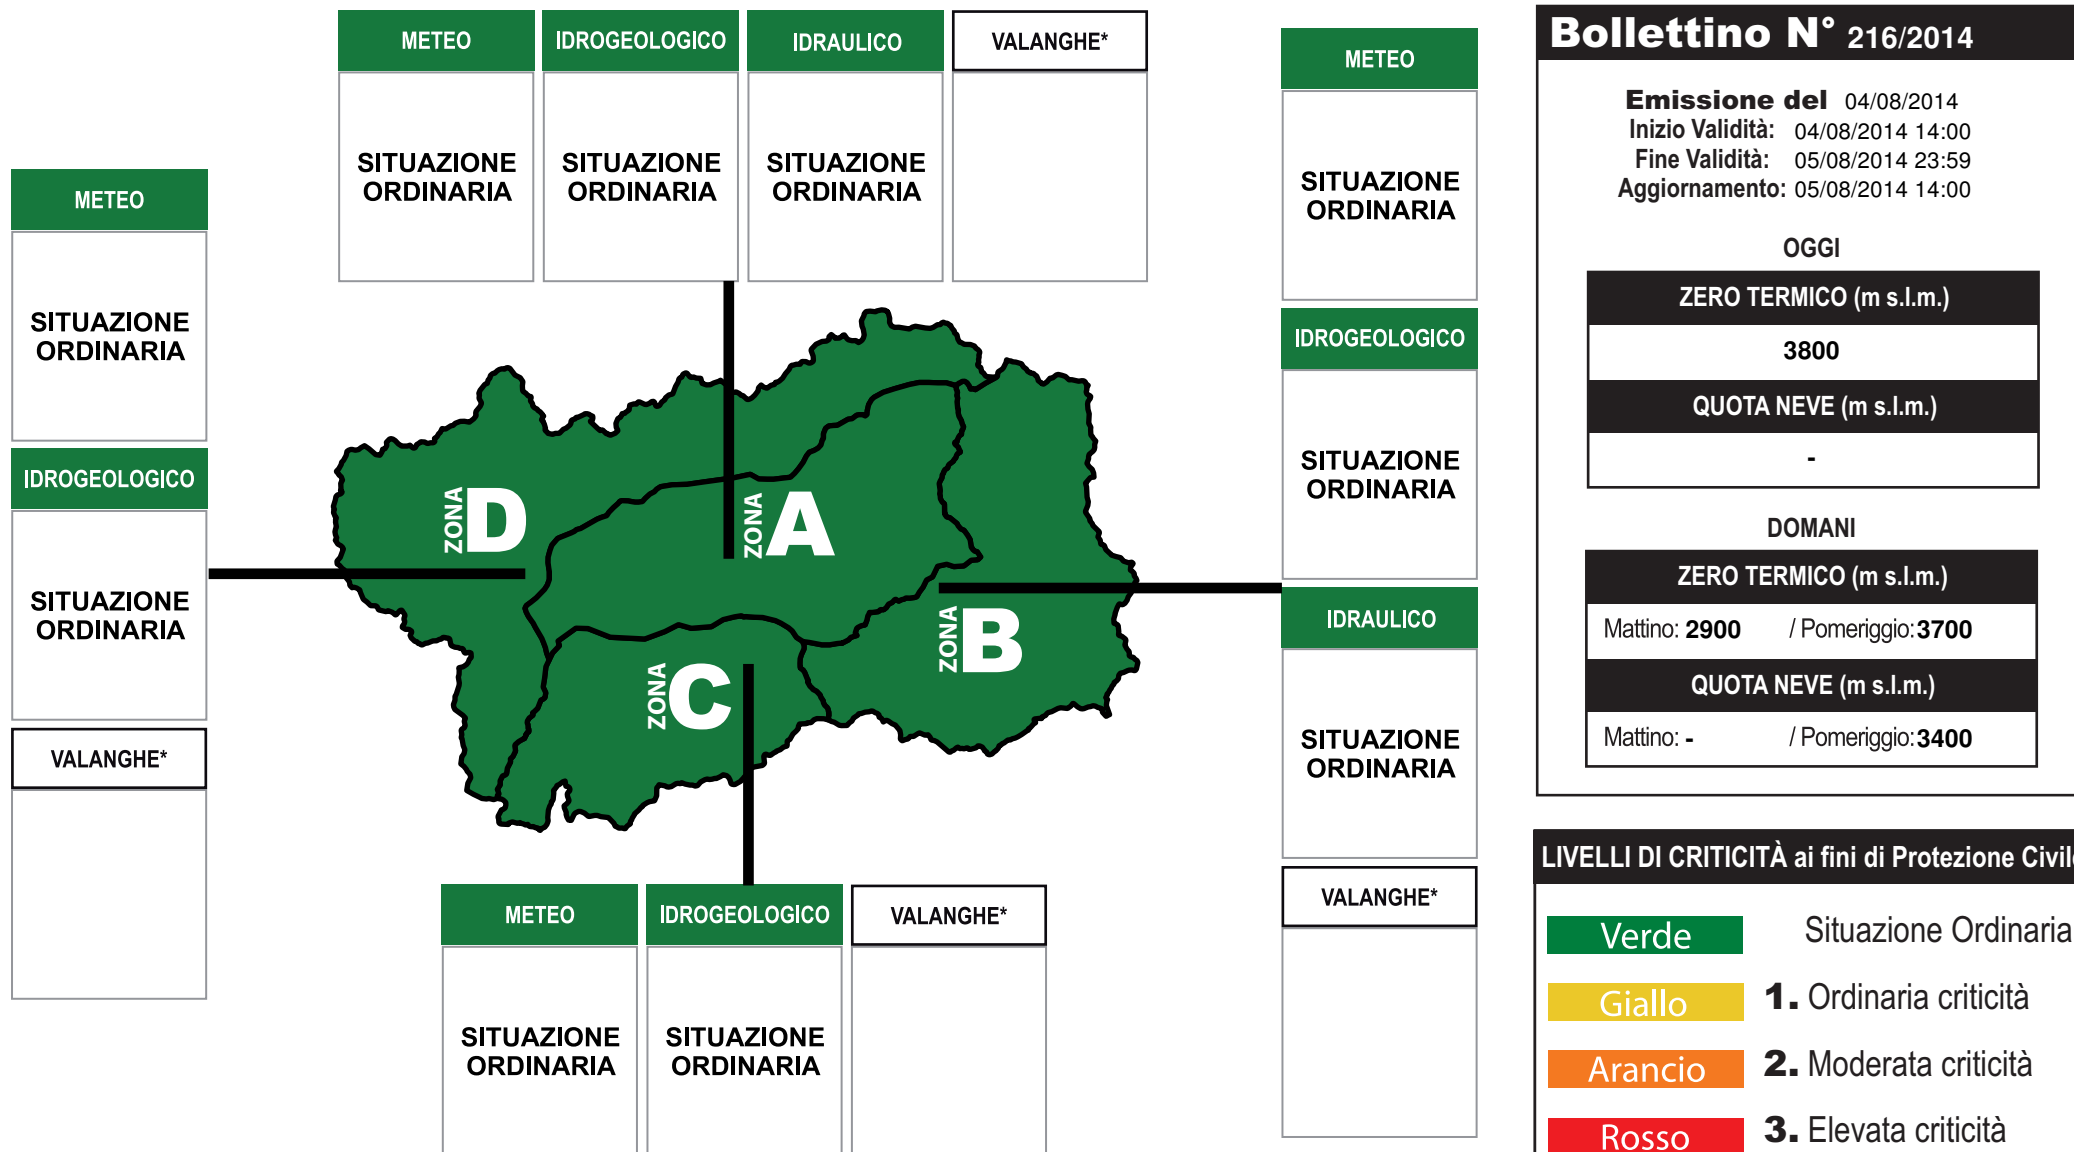 METEO
IDROGEOLOGICO
IDRAULICO
VALANGHE*
SITUAZIONE
ORDINARIA
SITUAZIONE
ORDINARIA
SITUAZIONE
ORDINARIA
METEO
SITUAZIONE
ORDINARIA
IDROGEOLOGICO
SITUAZIONE
ORDINARIA
VALANGHE*
ZONA D
ZONA A
ZONA B
ZONA C
METEO
SITUAZIONE
ORDINARIA
IDROGEOLOGICO
SITUAZIONE
ORDINARIA
IDRAULICO
SITUAZIONE
ORDINARIA
VALANGHE*
METEO
IDROGEOLOGICO
VALANGHE*
SITUAZIONE
ORDINARIA
SITUAZIONE
ORDINARIA
Bollettino N° 216/2014
Emissione del 04/08/2014
Inizio Validità: 04/08/2014 14:00
Fine Validità: 05/08/2014 23:59
Aggiornamento: 05/08/2014 14:00
OGGI
ZERO TERMICO (m s.l.m.)
3800
QUOTA NEVE (m s.l.m.)
-
DOMANI
ZERO TERMICO (m s.l.m.)
Mattino: 2900 / Pomeriggio: 3700
QUOTA NEVE (m s.l.m.)
Mattino: - / Pomeriggio: 3400
LIVELLI DI CRITICITÀ ai fini di Protezione Civile
Verde Situazione Ordinaria
Giallo 1. Ordinaria criticità
Arancio 2. Moderata criticità
Rosso 3. Elevata criticità